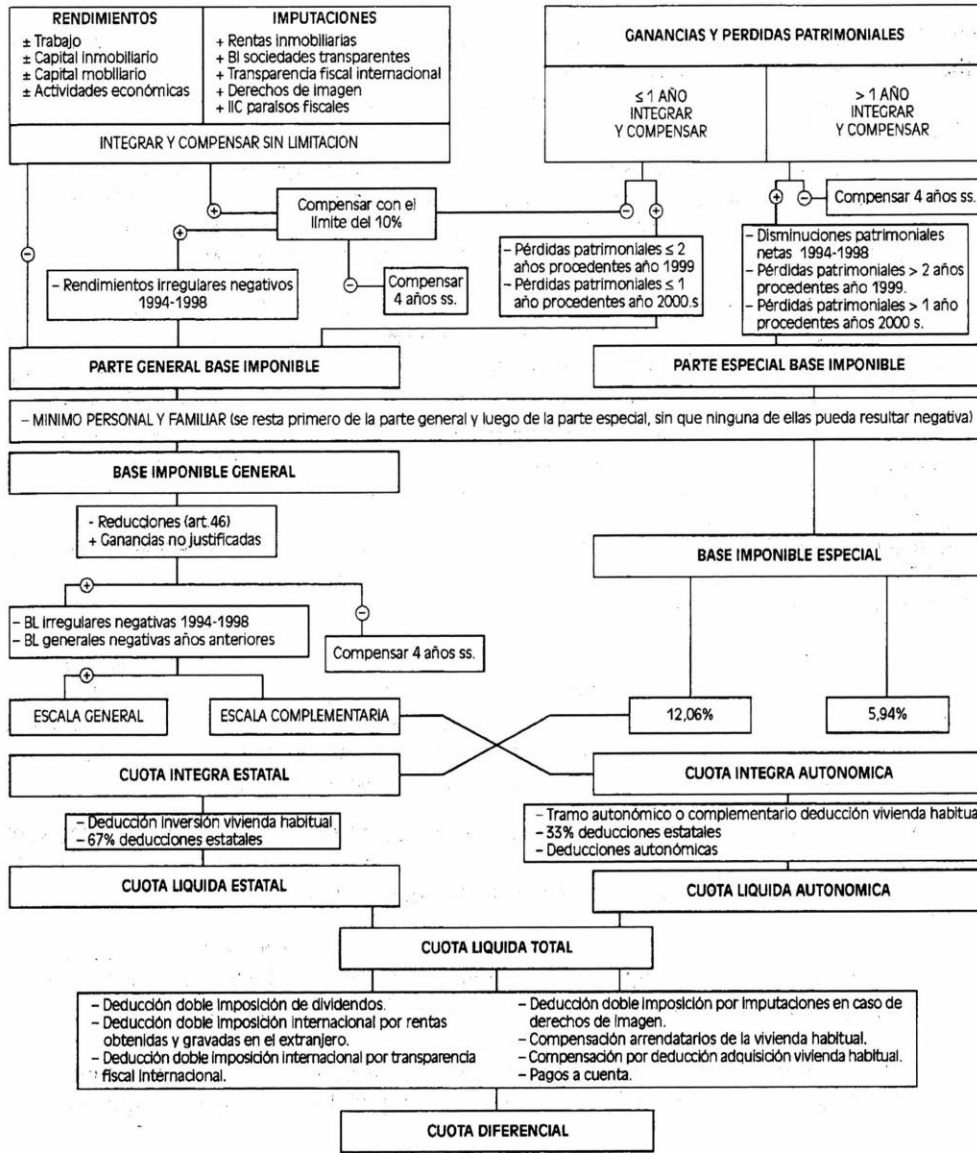 RENDIMIENTOS
± Trabajo
± Capital inmobiliario
± Capital mobiliario
± Actividades económicas
IMPUTACIONES
+ Rentas inmobiliarias
+ BI sociedades transparentes
+ Transparencia fiscal internacional
+ Derechos de imagen
+ IIC paraísos fiscales
INTEGRAR Y COMPENSAR SIN LIMITACION
GANANCIAS Y PERDIDAS PATRIMONIALES
≤ 1 AÑO
INTEGRAR
Y COMPENSAR
> 1 AÑO
INTEGRAR
Y COMPENSAR
+
Compensar con el
límite del 10%
−
+
+
−
Compensar 4 años ss.
−
+
− Rendimientos irregulares negativos
1994-1998
−
Compensar
4 años ss.
− Pérdidas patrimoniales ≤ 2
años procedentes año 1999
− Pérdidas patrimoniales ≤ 1
año procedentes año 2000.s
− Disminuciones patrimoniales
netas 1994-1998
− Pérdidas patrimoniales > 2 años
procedentes año 1999.
− Pérdidas patrimoniales > 1 año
procedentes años 2000 s.
PARTE GENERAL BASE IMPONIBLE
PARTE ESPECIAL BASE IMPONIBLE
− MINIMO PERSONAL Y FAMILIAR (se resta primero de la parte general y luego de la parte especial, sin que ninguna de ellas pueda resultar negativa)
BASE IMPONIBLE GENERAL
- Reducciones (art.46)
+ Ganancias no justificadas
BASE IMPONIBLE ESPECIAL
+
−
− BL irregulares negativas 1994-1998
− BL generales negativas años anteriores
Compensar 4 años ss.
+
ESCALA GENERAL
ESCALA COMPLEMENTARIA
12,06%
5,94%
CUOTA INTEGRA ESTATAL
CUOTA INTEGRA AUTONOMICA
− Deducción inversión vivienda habitual
− 67% deducciones estatales
− Tramo autonómico o complementario deducción vivienda habitua
− 33% deducciones estatales
− Deducciones autonómicas
CUOTA LIQUIDA ESTATAL
CUOTA LIQUIDA AUTONOMICA
CUOTA LIQUIDA TOTAL
− Deducción doble imposición de dividendos.
− Deducción doble imposición internacional por rentas
obtenidas y gravadas en el extranjero.
− Deducción doble imposición internacional por transparencia
fiscal internacional.
− Deducción doble imposición por imputaciones en caso de
derechos de imagen.
− Compensación arrendatarios de la vivienda habitual.
− Compensación por deducción adquisición vivienda habitual.
− Pagos a cuenta.
CUOTA DIFERENCIAL